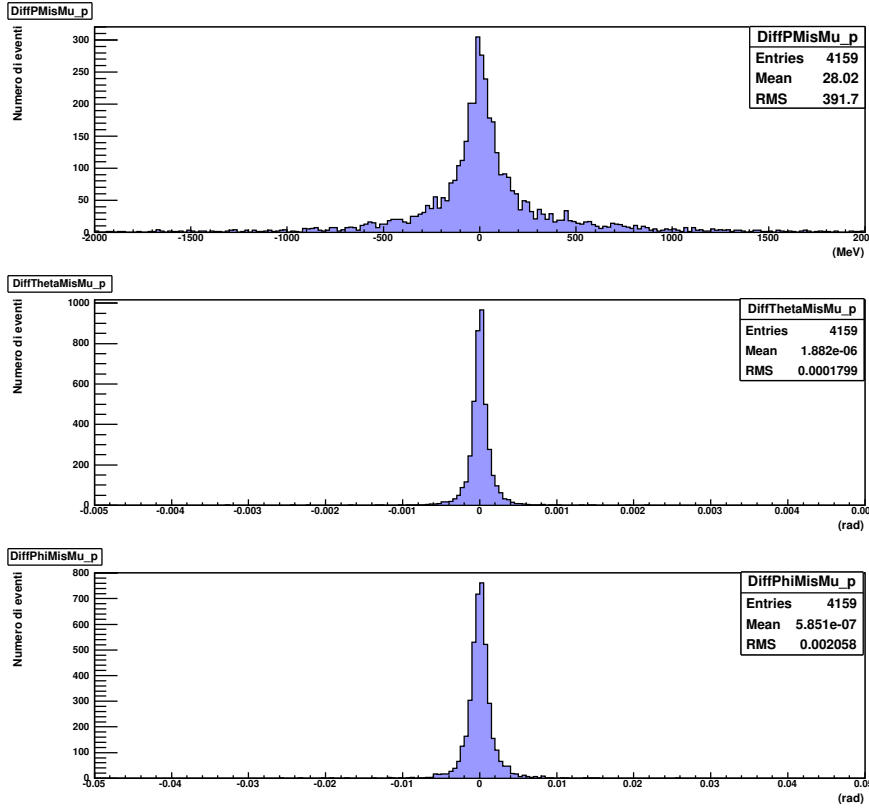 DiffPMisMu_p
Numero di eventi
300
250
200
150
100
50
0
-2000 -1500 -1000 -500 0 500 1000 1500 200
(MeV)
DiffPMisMu_p
Entries 4159
Mean 28.02
RMS 391.7
DiffThetaMisMu_p
Numero di eventi
1000
800
600
400
200
0
-0.005 -0.004 -0.003 -0.002 -0.001 0 0.001 0.002 0.003 0.004 0.00
(rad)
DiffThetaMisMu_p
Entries 4159
Mean 1.882e-06
RMS 0.0001799
DiffPhiMisMu_p
Numero di eventi
800
700
600
500
400
300
200
100
0
-0.05 -0.04 -0.03 -0.02 -0.01 0 0.01 0.02 0.03 0.04 0.05
(rad)
DiffPhiMisMu_p
Entries 4159
Mean 5.851e-07
RMS 0.002058